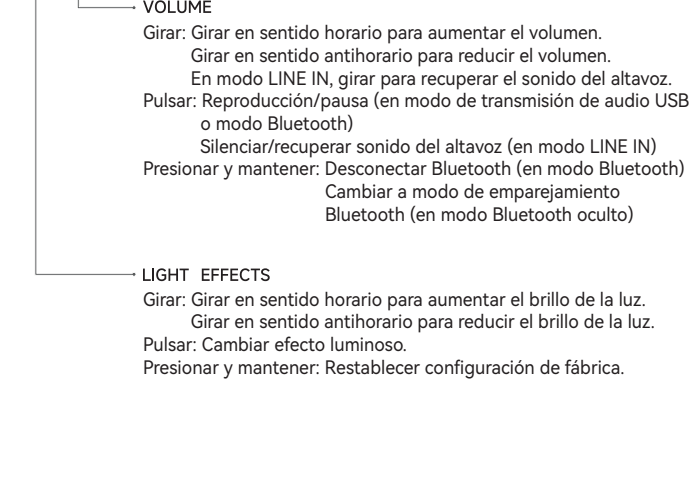 VOLUME
Girar: Girar en sentido horario para aumentar el volumen.
Girar en sentido antihorario para reducir el volumen.
En modo LINE IN, girar para recuperar el sonido del altavoz.
Pulsar: Reproducción/pausa (en modo de transmisión de audio USB
o modo Bluetooth)
Silenciar/recuperar sonido del altavoz (en modo LINE IN)
Presionar y mantener: Desconectar Bluetooth (en modo Bluetooth)
Cambiar a modo de emparejamiento
Bluetooth (en modo Bluetooth oculto)
LIGHT EFFECTS
Girar: Girar en sentido horario para aumentar el brillo de la luz.
Girar en sentido antihorario para reducir el brillo de la luz.
Pulsar: Cambiar efecto luminoso.
Presionar y mantener: Restablecer configuración de fábrica.